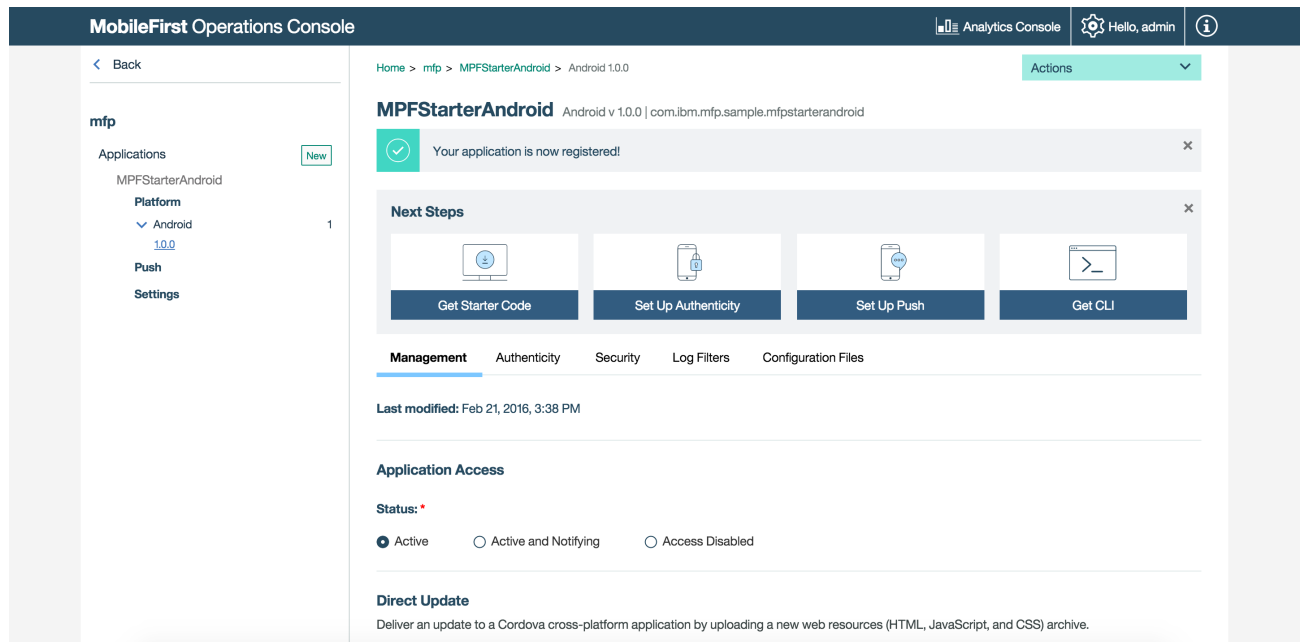 MobileFirst Operations Console
Analytics Console
Hello, admin
Back
mfp
Applications
New
MPFStarterAndroid
Platform
Android 1
1.0.0
Push
Settings
Home > mfp > MPFStarterAndroid > Android 1.0.0
Actions
MPFStarterAndroid Android v 1.0.0 | com.ibm.mfp.sample.mfpstarterandroid
Your application is now registered!
Next Steps
Get Starter Code
Set Up Authenticity
Set Up Push
Get CLI
Management Authenticity Security Log Filters Configuration Files
Last modified: Feb 21, 2016, 3:38 PM
Application Access
Status: *
Active Active and Notifying Access Disabled
Direct Update
Deliver an update to a Cordova cross-platform application by uploading a new web resources (HTML, JavaScript, and CSS) archive.